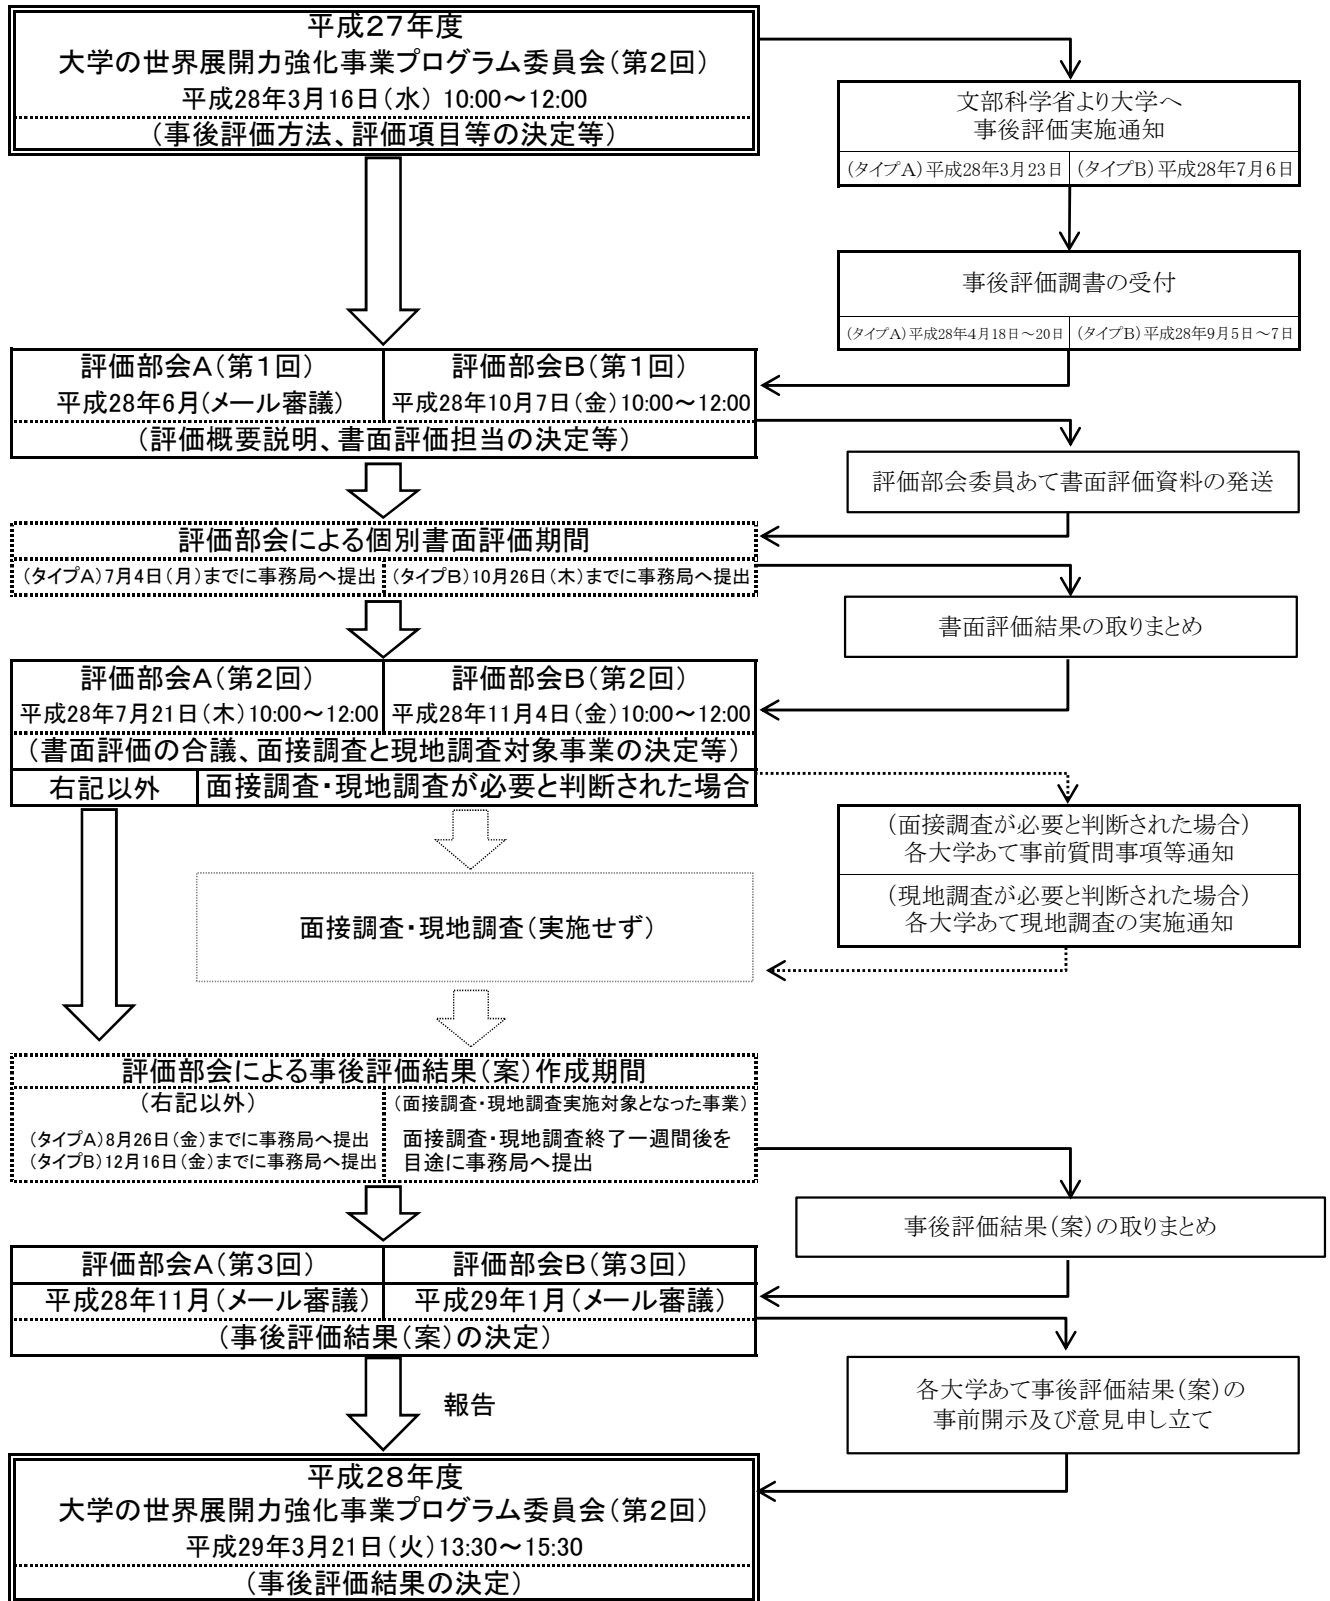 平成27年度
大学の世界展開力強化事業プログラム委員会(第2回)
平成28年3月16日(水) 10:00~12:00
(事後評価方法、評価項目等の決定等)
文部科学省より大学へ
事後評価実施通知
(タイプA)平成28年3月23日 (タイプB)平成28年7月6日
事後評価調書の受付
(タイプA)平成28年4月18日~20日 (タイプB)平成28年9月5日~7日
評価部会A(第1回) 評価部会B(第1回)
平成28年6月(メール審議) 平成28年10月7日(金)10:00~12:00
(評価概要説明、書面評価担当の決定等)
評価部会委員あて書面評価資料の発送
評価部会による個別書面評価期間
(タイプA)7月4日(月)までに事務局へ提出 (タイプB)10月26日(木)までに事務局へ提出
書面評価結果の取りまとめ
評価部会A(第2回) 評価部会B(第2回)
平成28年7月21日(木)10:00~12:00 平成28年11月4日(金)10:00~12:00
(書面評価の合議、面接調査と現地調査対象事業の決定等)
右記以外 面接調査・現地調査が必要と判断された場合
(面接調査が必要と判断された場合)
各大学あて事前質問事項等通知
(現地調査が必要と判断された場合)
各大学あて現地調査の実施通知
面接調査・現地調査(実施せず)
評価部会による事後評価結果(案)作成期間
(右記以外) (面接調査・現地調査実施対象となった事業)
(タイプA)8月26日(金)までに事務局へ提出
(タイプB)12月16日(金)までに事務局へ提出
面接調査・現地調査終了一週間後を
目途に事務局へ提出
事後評価結果(案)の取りまとめ
評価部会A(第3回) 評価部会B(第3回)
平成28年11月(メール審議) 平成29年1月(メール審議)
(事後評価結果(案)の決定)
各大学あて事後評価結果(案)の
事前開示及び意見申し立て
報告
平成28年度
大学の世界展開力強化事業プログラム委員会(第2回)
平成29年3月21日(火)13:30~15:30
(事後評価結果の決定)